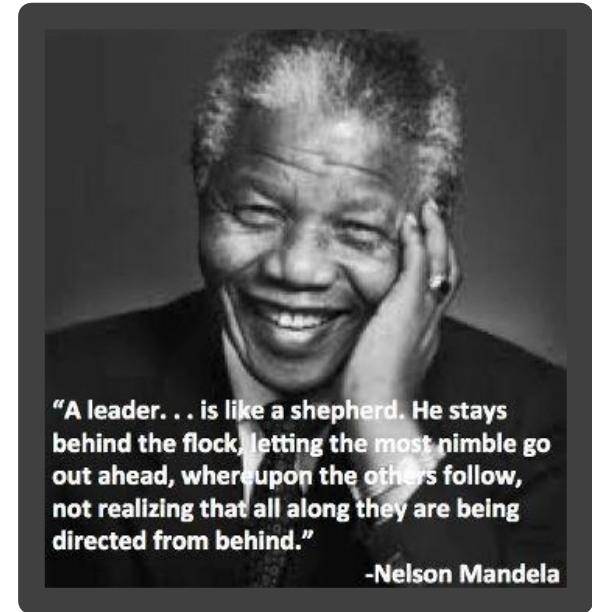 “A leader. . . is like a shepherd. He stays
behind the flock, letting the most nimble go
out ahead, whereupon the others follow,
not realizing that all along they are being
directed from behind.”
-Nelson Mandela